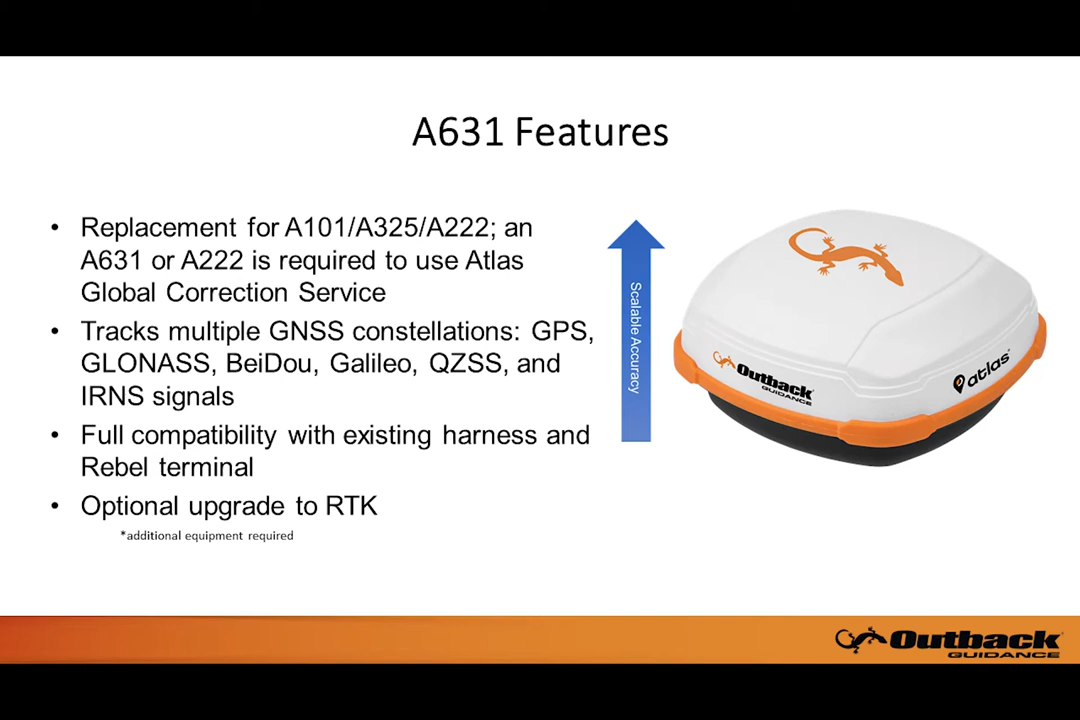 A631 Features
• Replacement for A101/A325/A222; an
A631 or A222 is required to use Atlas
Global Correction Service
• Tracks multiple GNSS constellations: GPS,
GLONASS, BeiDou, Galileo, QZSS, and
IRNS signals
• Full compatibility with existing harness and
Rebel terminal
• Optional upgrade to RTK
*additional equipment required
Scalable Accuracy
Outback
GUIDANCE
atlas®
Outback
GUIDANCE